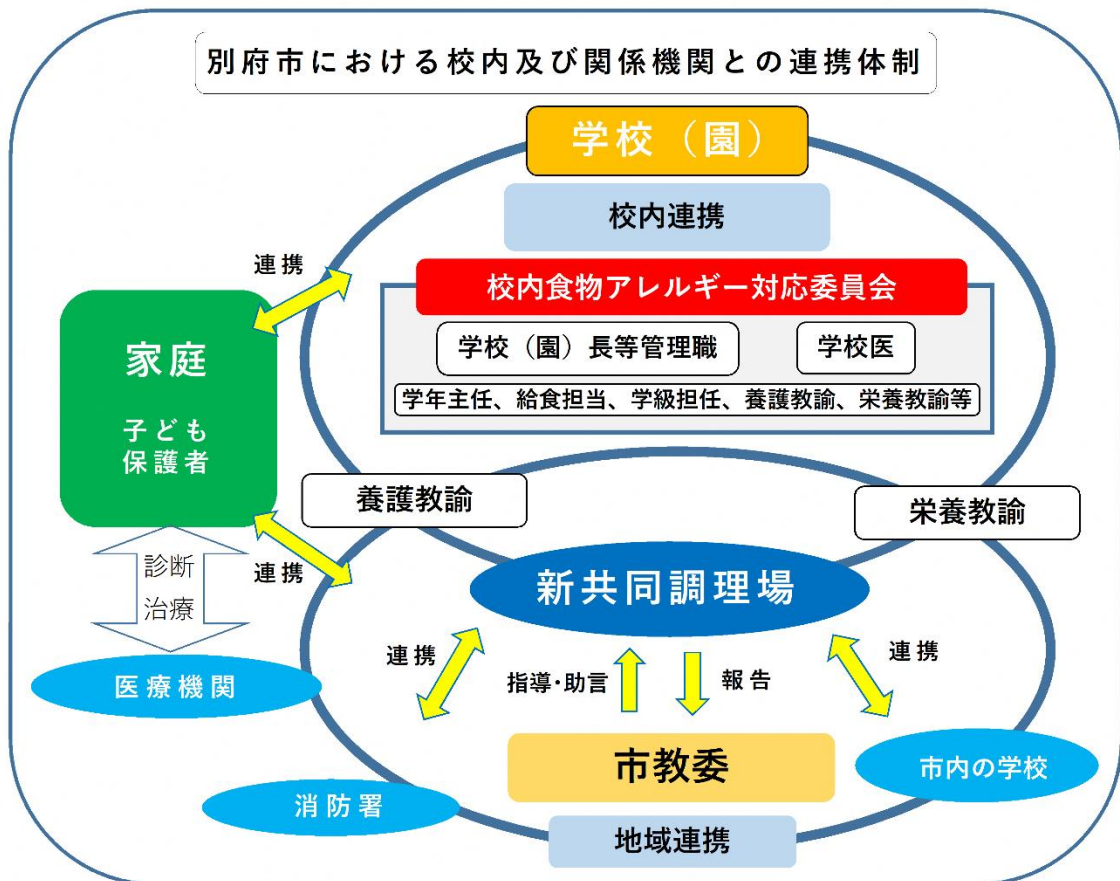 別府市における校内及び関係機関との連携体制
学校（園）
校内連携
連携
校内食物アレルギー対応委員会
学校（園）長等管理職
学校医
学年主任、給食担当、学級担任、養護教諭、栄養教諭等
家庭
子ども
保護者
養護教諭
栄養教諭
診断
治療
連携
新共同調理場
医療機関
連携
指導・助言
報告
連携
市教委
市内の学校
消防署
地域連携